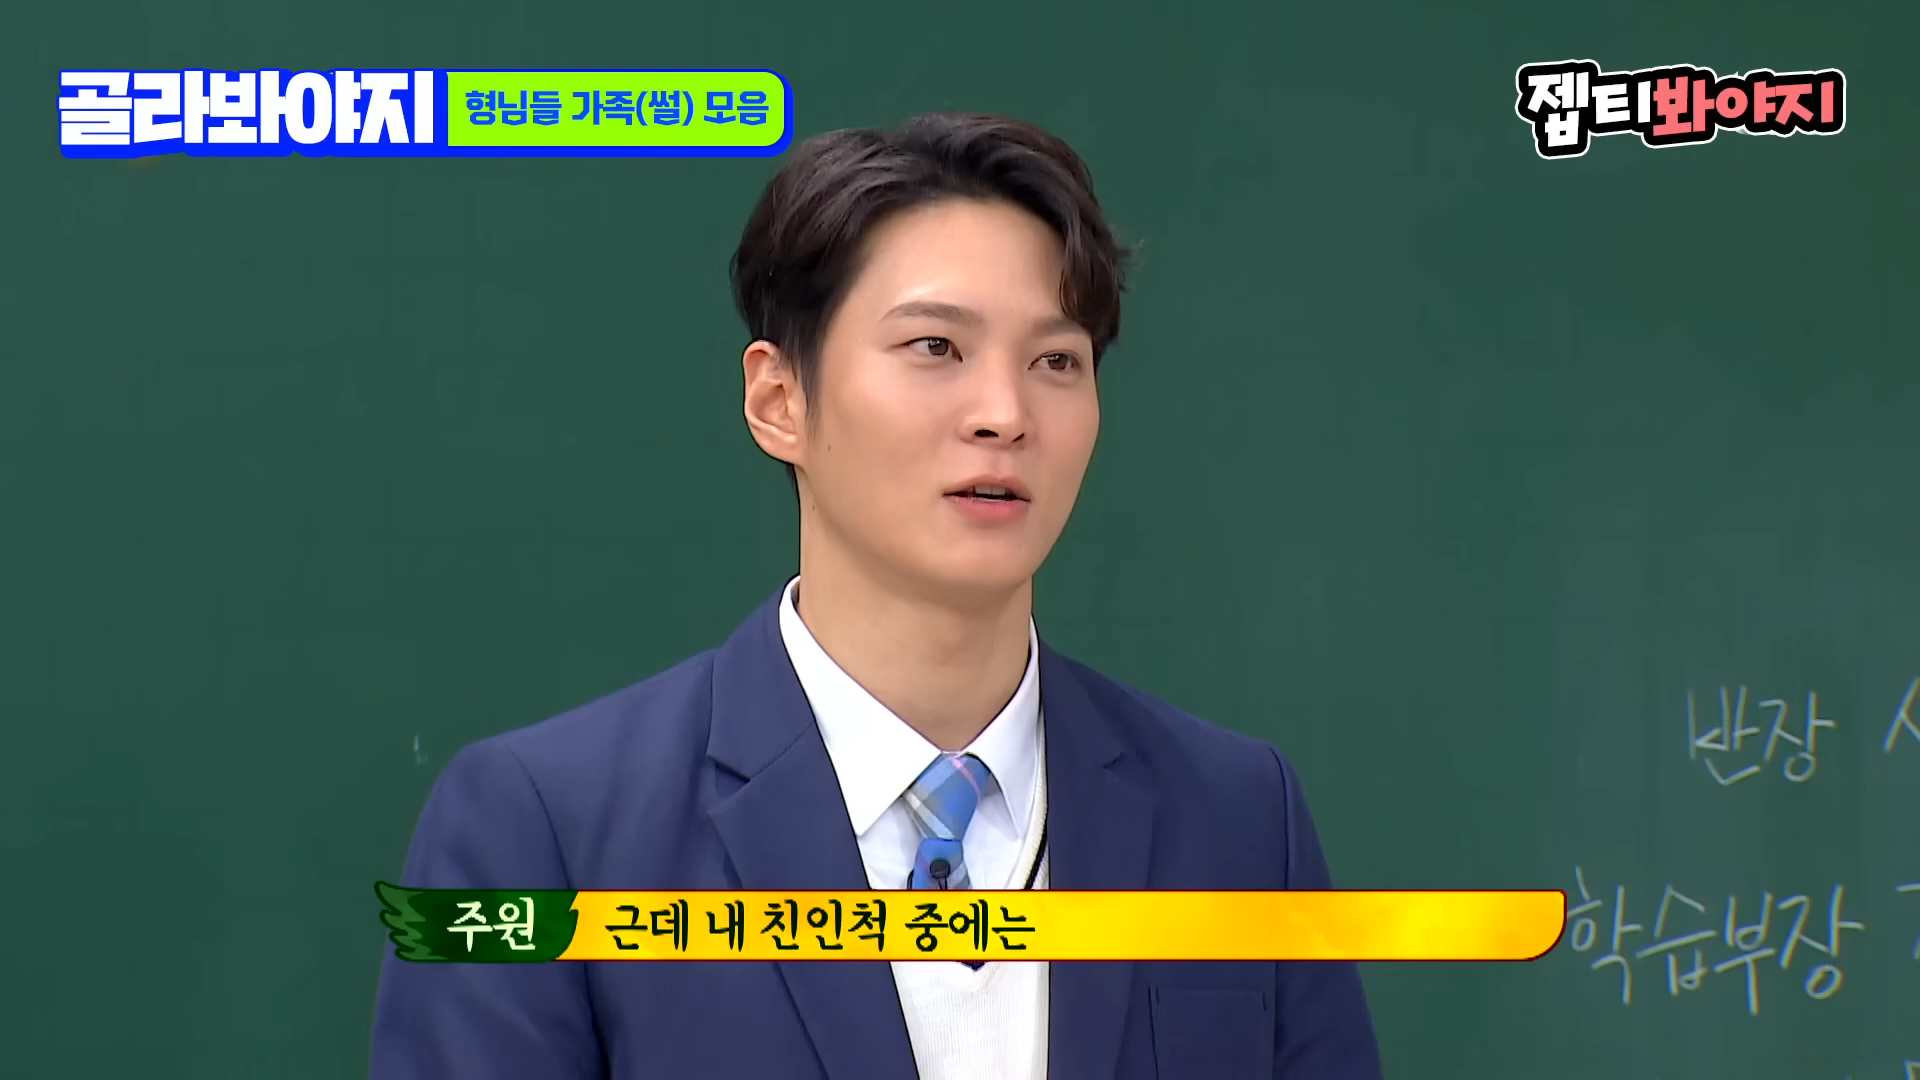 골라봐야지
형님들 가족(썰) 모음
젭티봐야지
반장
학습부장
주원
근데 내 친인척 중에는